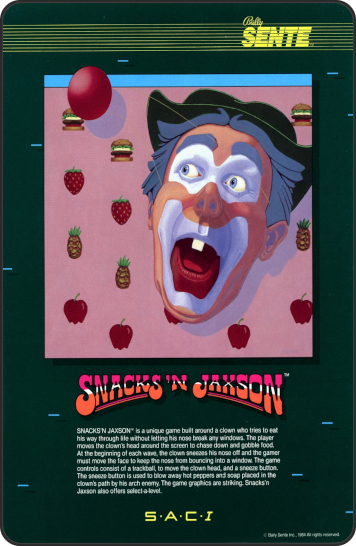 Bally
SENTE™
SNACKS 'N JAXSON™
SNACKS'N JAXSON® is a unique game built around a clown who tries to eat
his way through life without letting his nose break any windows. The player
moves the clown's head around the screen to chase down and gobble food.
At the beginning of each wave, the clown sneezes his nose off and the gamer
must move the face to keep the nose from bouncing into a window. The game
controls consist of a trackball, to move the clown head, and a sneeze button.
The sneeze button is used to blow away hot peppers and soap placed in the
clown's path by his arch enemy. The game graphics are striking. Snacks'n
Jaxson also offers select-a-level.
S·A·C·I
© Bally Sente Inc., 1984 All rights reserved.